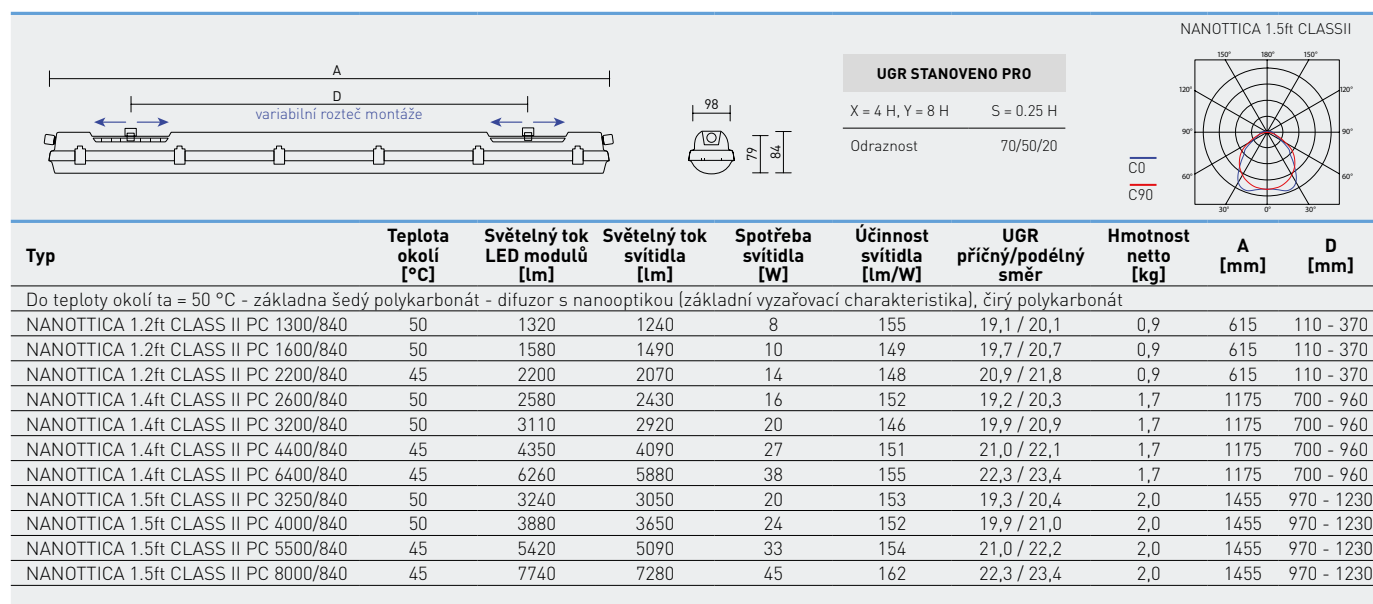 NANOTTICA 1.5ft CLASSII
150° 180° 150°
120° 120°
90° 90°
60° 60°
30° 0° 30°
C0
C90
A
D
variabilní rozteč montáže
98
79
84
UGR STANOVENO PRO
X = 4 H, Y = 8 H S = 0.25 H
Odraznost 70/50/20
Typ Teplota okolí [°C] Světelný tok LED modulů [lm] Světelný tok svítidla [lm] Spotřeba svítidla [W] Účinnost svítidla [lm/W] UGR příčný/podélný směr Hmotnost netto [kg] A [mm] D [mm]
Do teploty okolí ta = 50 °C - základna šedý polykarbonát - difuzor s nanooptikou (základní vyzařovací charakteristika), čirý polykarbonát
NANOTTICA 1.2ft CLASS II PC 1300/840 50 1320 1240 8 155 19,1 / 20,1 0,9 615 110 - 370
NANOTTICA 1.2ft CLASS II PC 1600/840 50 1580 1490 10 149 19,7 / 20,7 0,9 615 110 - 370
NANOTTICA 1.2ft CLASS II PC 2200/840 45 2200 2070 14 148 20,9 / 21,8 0,9 615 110 - 370
NANOTTICA 1.4ft CLASS II PC 2600/840 50 2580 2430 16 152 19,2 / 20,3 1,7 1175 700 - 960
NANOTTICA 1.4ft CLASS II PC 3200/840 50 3110 2920 20 146 19,9 / 20,9 1,7 1175 700 - 960
NANOTTICA 1.4ft CLASS II PC 4400/840 45 4350 4090 27 151 21,0 / 22,1 1,7 1175 700 - 960
NANOTTICA 1.4ft CLASS II PC 6400/840 45 6260 5880 38 155 22,3 / 23,4 1,7 1175 700 - 960
NANOTTICA 1.5ft CLASS II PC 3250/840 50 3240 3050 20 153 19,3 / 20,4 2,0 1455 970 - 1230
NANOTTICA 1.5ft CLASS II PC 4000/840 50 3880 3650 24 152 19,9 / 21,0 2,0 1455 970 - 1230
NANOTTICA 1.5ft CLASS II PC 5500/840 45 5420 5090 33 154 21,0 / 22,2 2,0 1455 970 - 1230
NANOTTICA 1.5ft CLASS II PC 8000/840 45 7740 7280 45 162 22,3 / 23,4 2,0 1455 970 - 1230